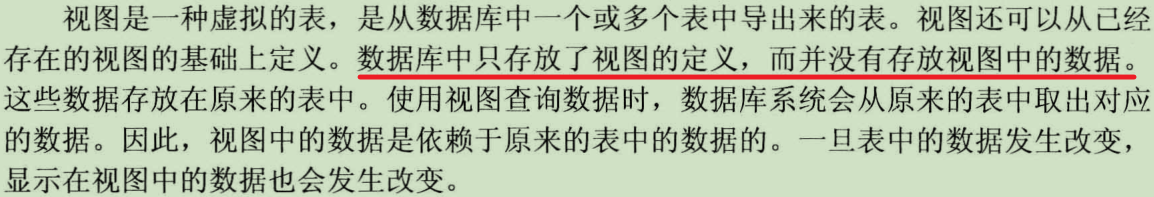 视图是一种虚拟的表，是从数据库中一个或多个表中导出来的表。视图还可以从已经
存在的视图的基础上定义。数据库中只存放了视图的定义，而并没有存放视图中的数据。
这些数据存放在原来的表中。使用视图查询数据时，数据库系统会从原来的表中取出对应
的数据。因此，视图中的数据是依赖于原来的表中的数据的。一旦表中的数据发生改变，
显示在视图中的数据也会发生改变。